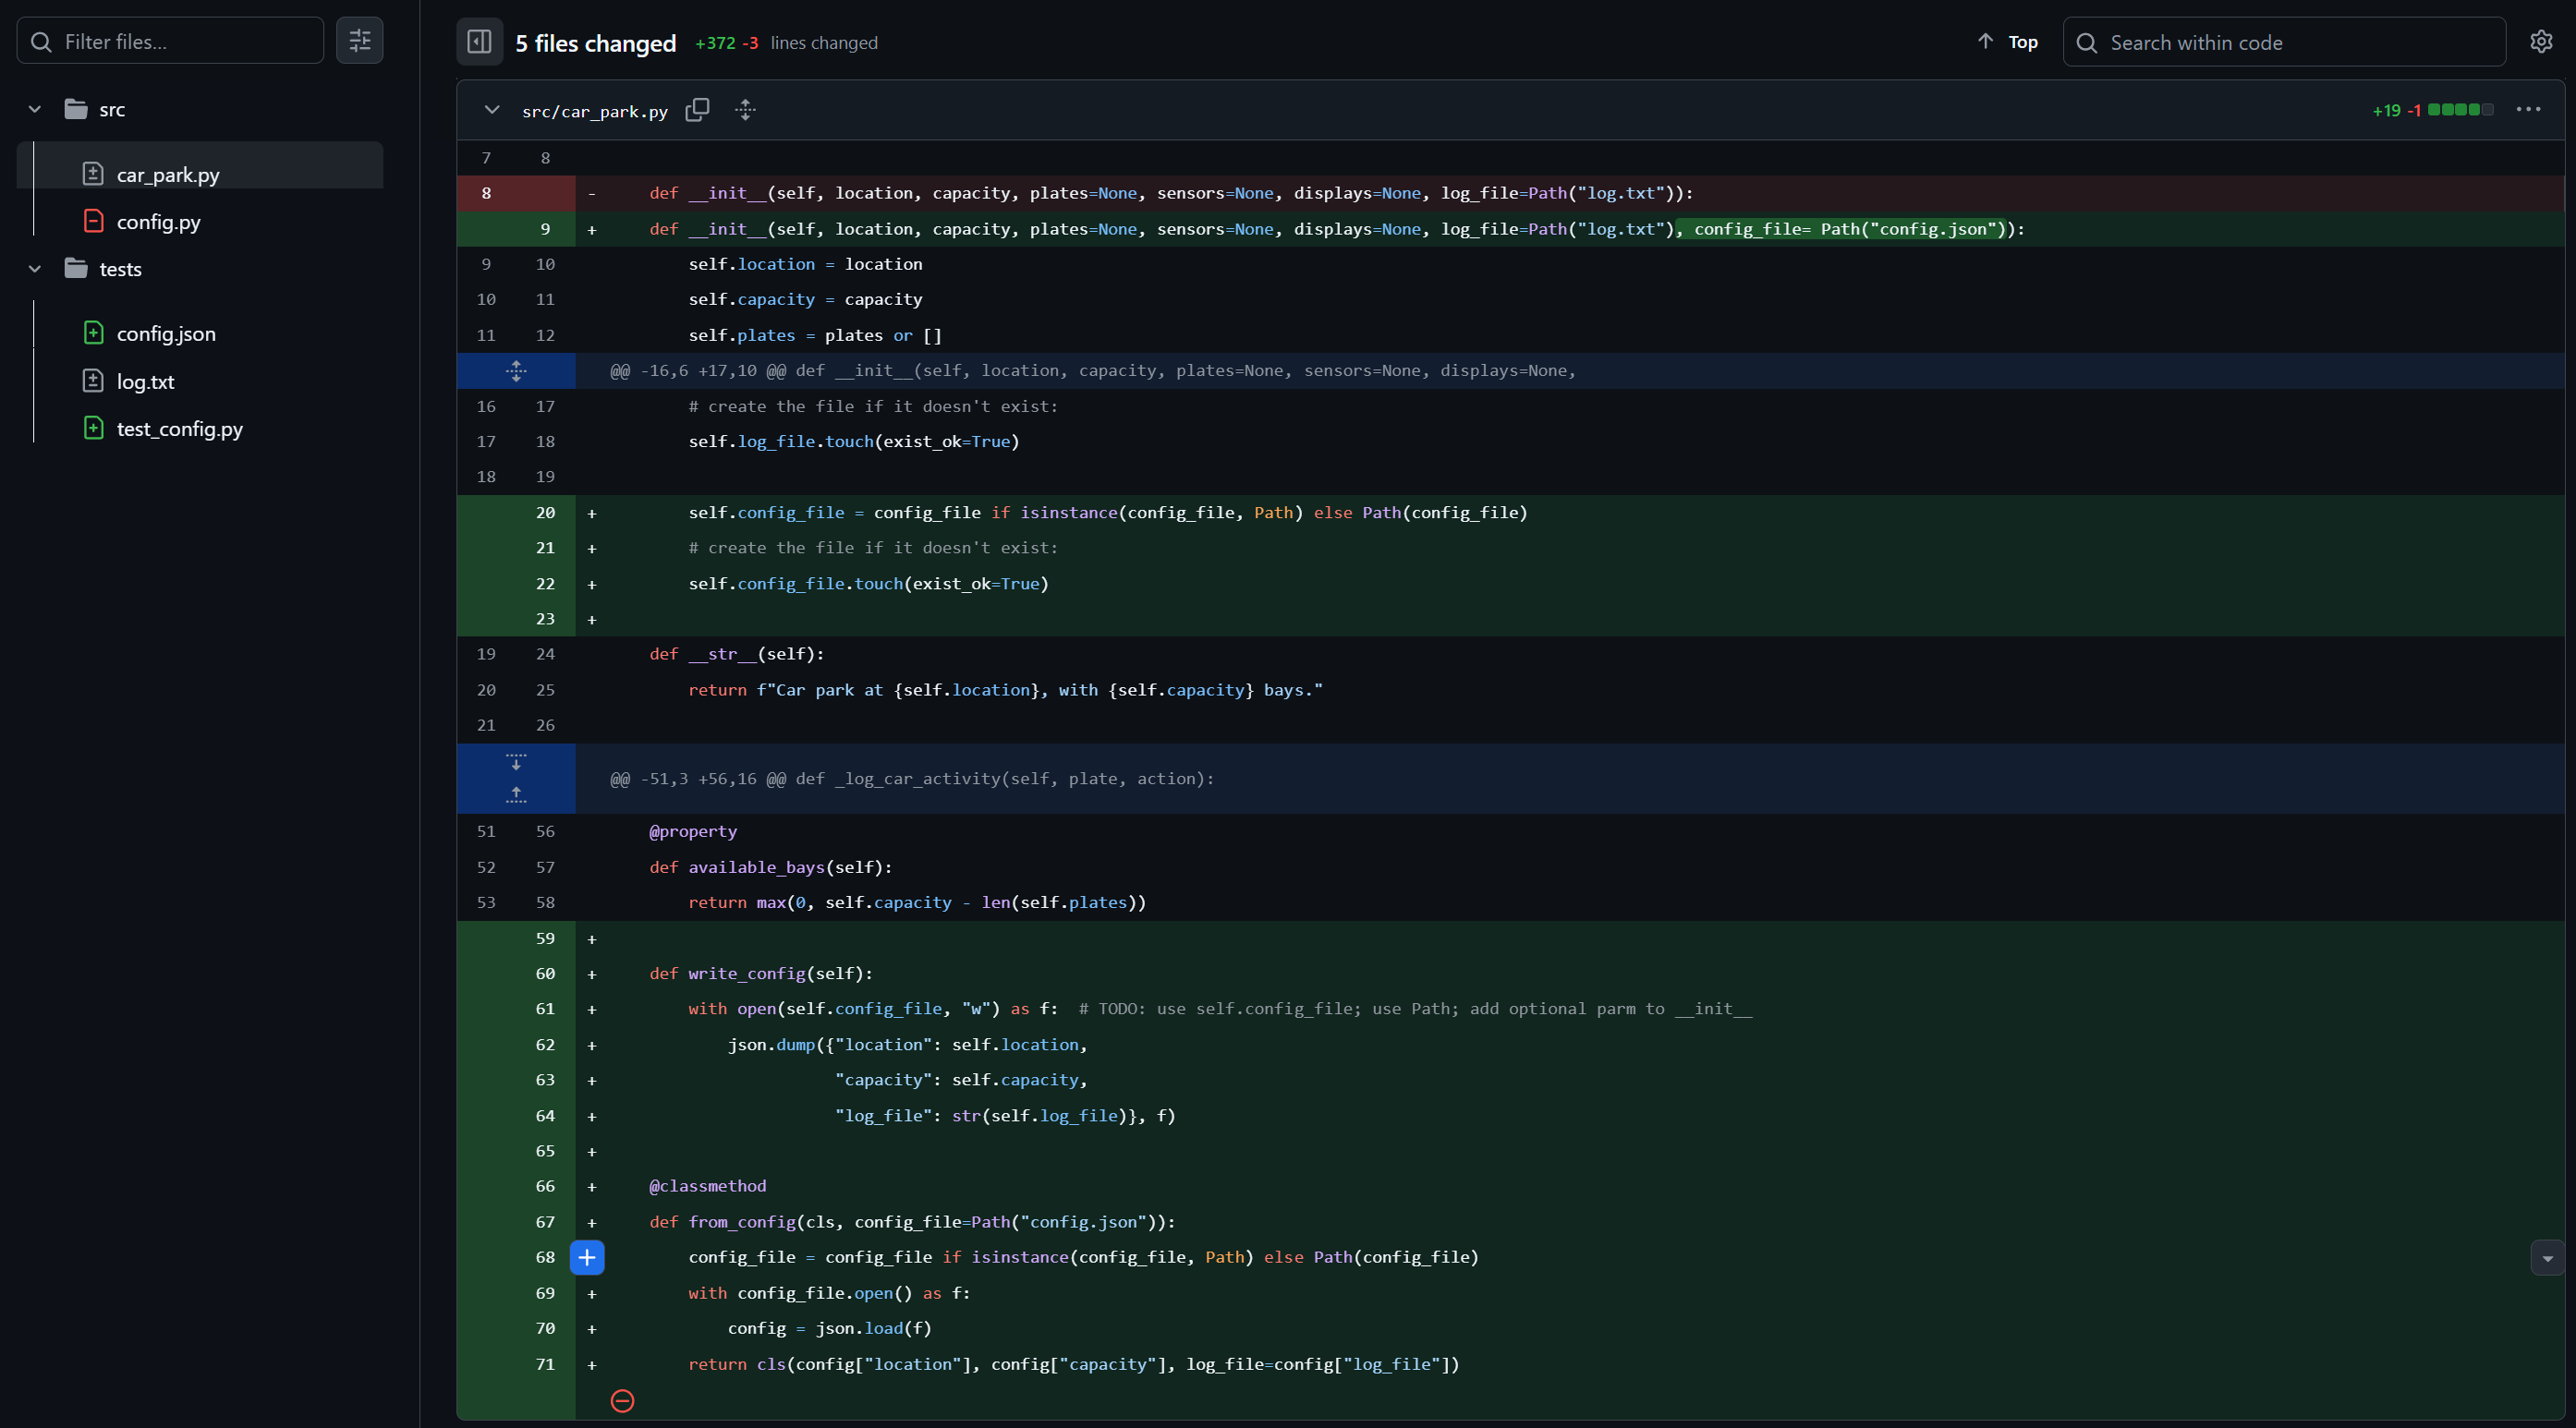 Filter files...
src
car_park.py
config.py
tests
config.json
log.txt
test_config.py
5 files changed +372 -3 lines changed
Top
Search within code
src/car_park.py
+19 -1
7 8
8 - def __init__(self, location, capacity, plates=None, sensors=None, displays=None, log_file=Path("log.txt")):
9 + def __init__(self, location, capacity, plates=None, sensors=None, displays=None, log_file=Path("log.txt"), config_file= Path("config.json")):
9 10 self.location = location
10 11 self.capacity = capacity
11 12 self.plates = plates or []
@@ -16,6 +17,10 @@ def __init__(self, location, capacity, plates=None, sensors=None, displays=None,
16 17 # create the file if it doesn't exist:
17 18 self.log_file.touch(exist_ok=True)
18 19
20 + self.config_file = config_file if isinstance(config_file, Path) else Path(config_file)
21 + # create the file if it doesn't exist:
22 + self.config_file.touch(exist_ok=True)
23 +
19 24 def __str__(self):
20 25 return f"Car park at {self.location}, with {self.capacity} bays."
21 26
@@ -51,3 +56,16 @@ def _log_car_activity(self, plate, action):
51 56 @property
52 57 def available_bays(self):
53 58 return max(0, self.capacity - len(self.plates))
59 +
60 + def write_config(self):
61 + with open(self.config_file, "w") as f: # TODO: use self.config_file; use Path; add optional parm to __init__
62 + json.dump({"location": self.location,
63 + "capacity": self.capacity,
64 + "log_file": str(self.log_file)}, f)
65 +
66 + @classmethod
67 + def from_config(cls, config_file=Path("config.json")):
68 + config_file = config_file if isinstance(config_file, Path) else Path(config_file)
69 + with config_file.open() as f:
70 + config = json.load(f)
71 + return cls(config["location"], config["capacity"], log_file=config["log_file"])